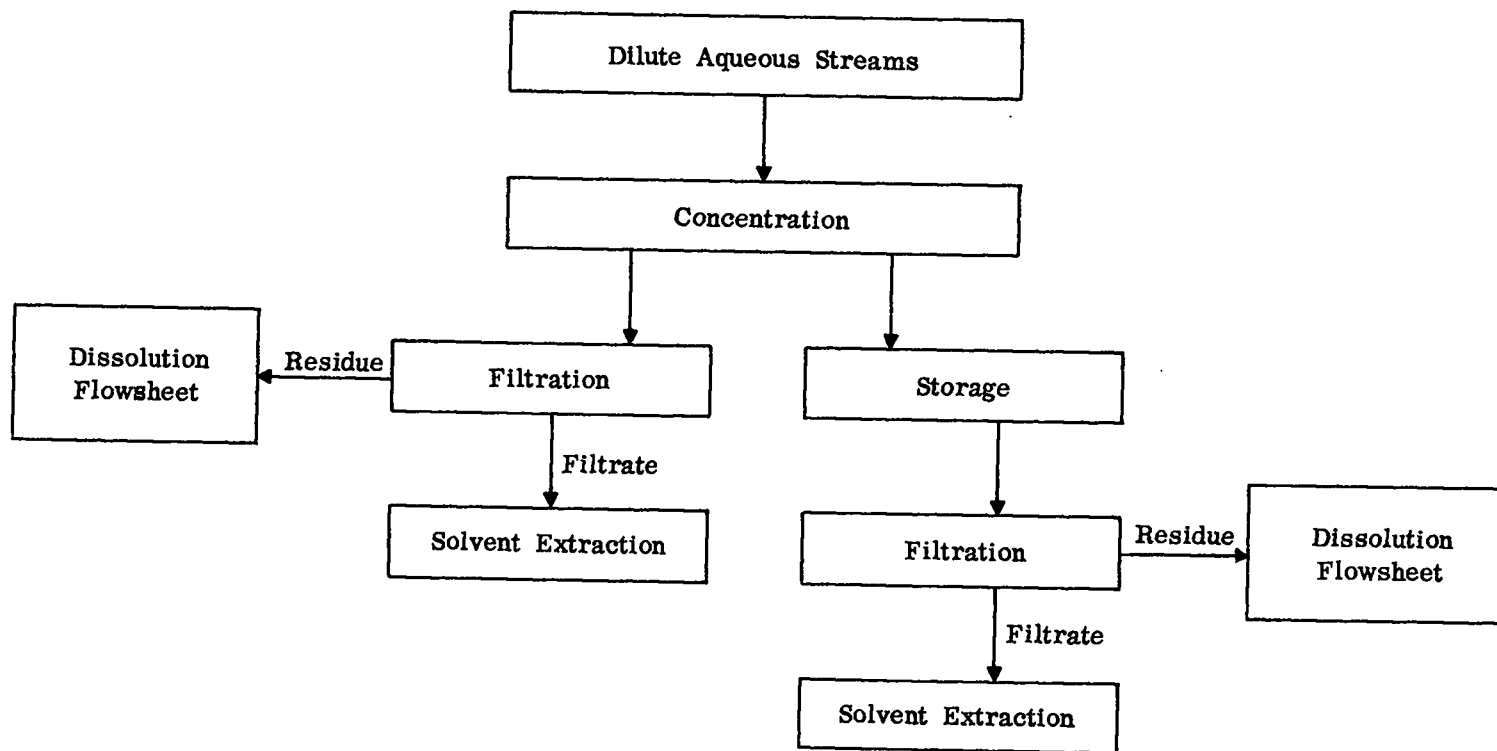 Dilute Aqueous Streams
Concentration
Dissolution
Flowsheet
Residue
Filtration
Storage
Filtrate
Solvent Extraction
Filtration
Residue
Dissolution
Flowsheet
Filtrate
Solvent Extraction